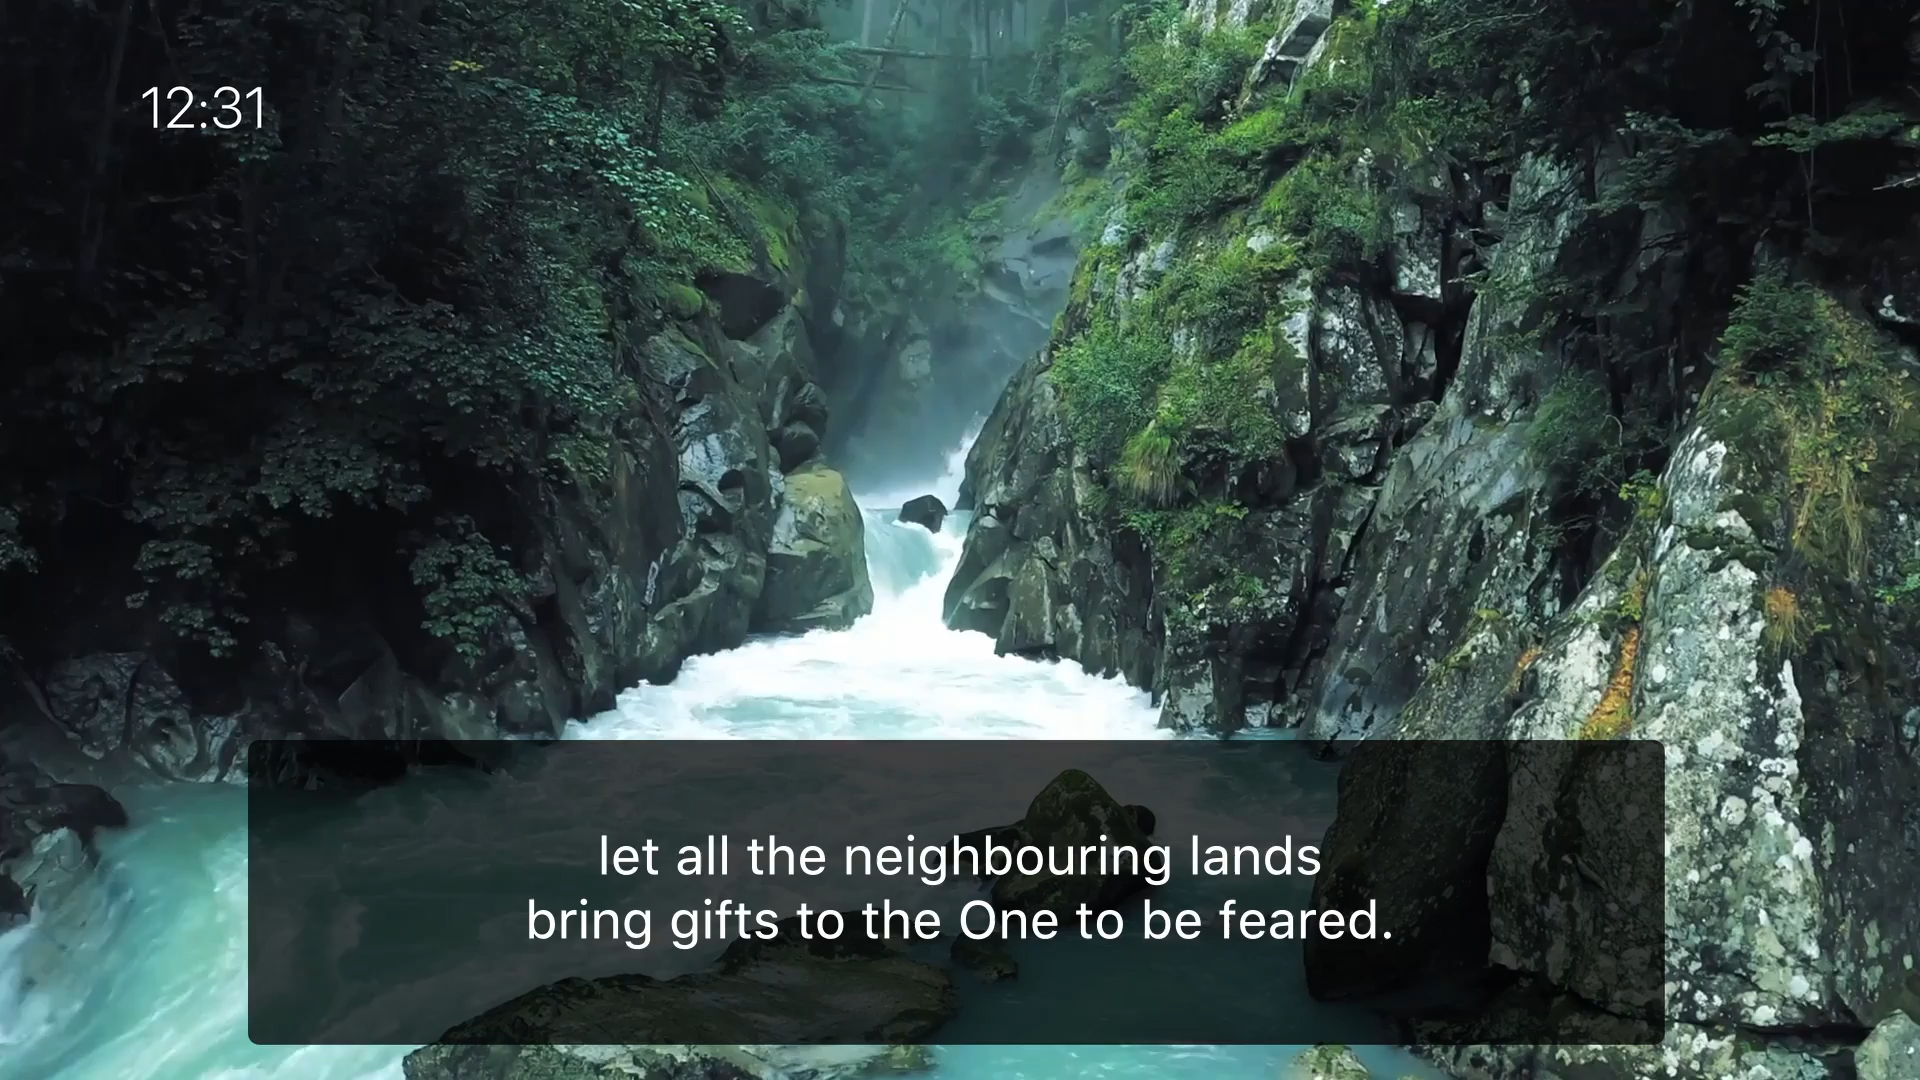 12:31
let all the neighbouring lands
bring gifts to the One to be feared.